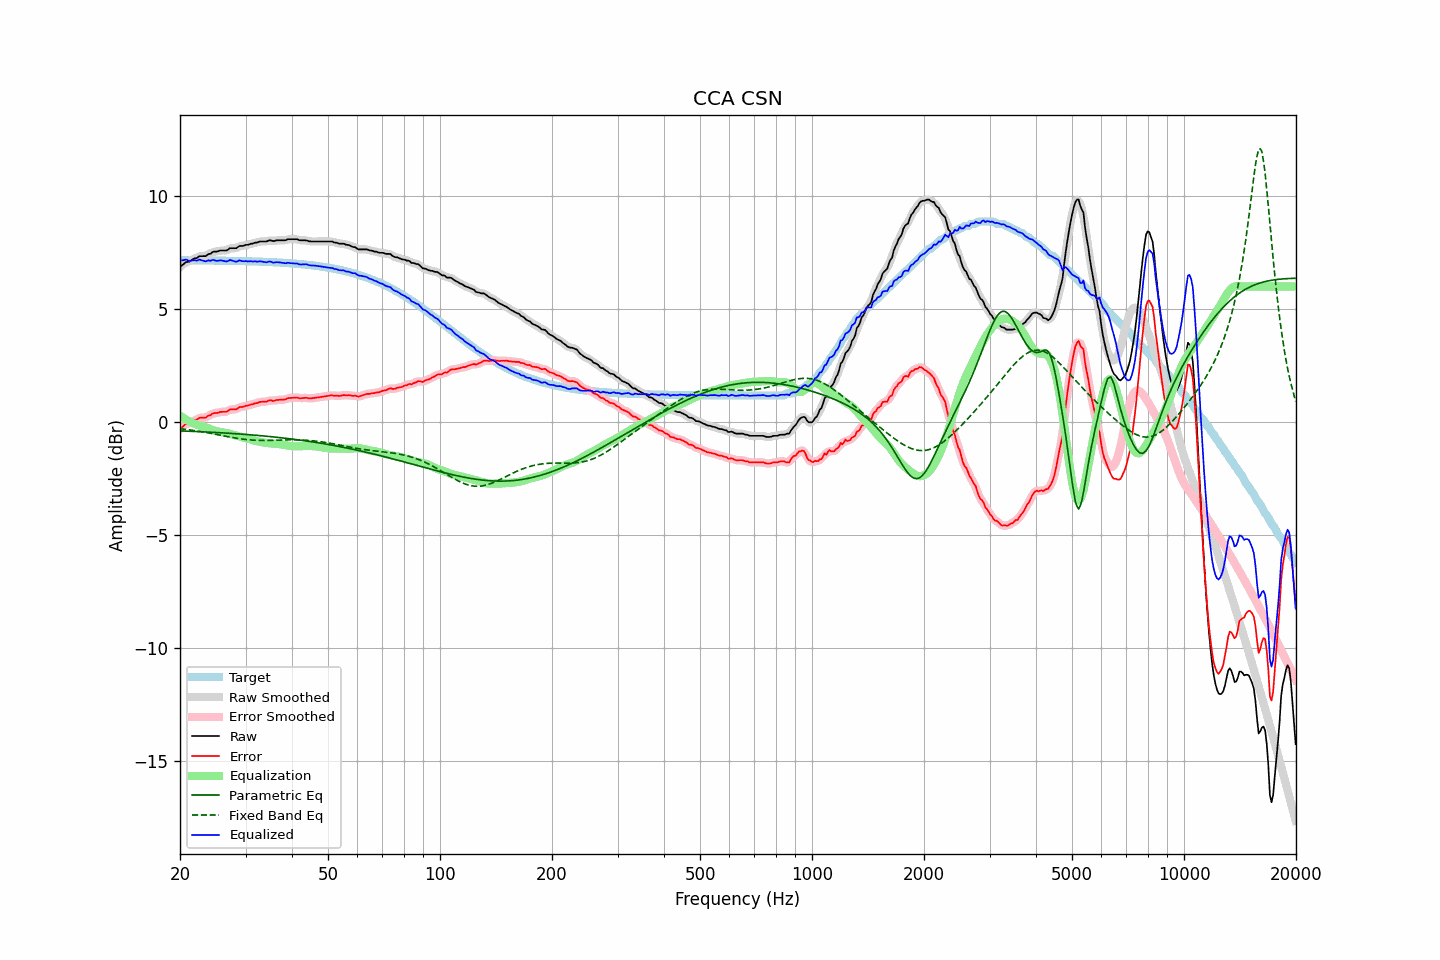 CCA CSN
Amplitude (dBr)
10
5
0
−5
−10
−15
Target
Raw Smoothed
Error Smoothed
Raw
Error
Equalization
Parametric Eq
Fixed Band Eq
Equalized
20 50 100 200 500 1000 2000 5000 10000 20000
Frequency (Hz)